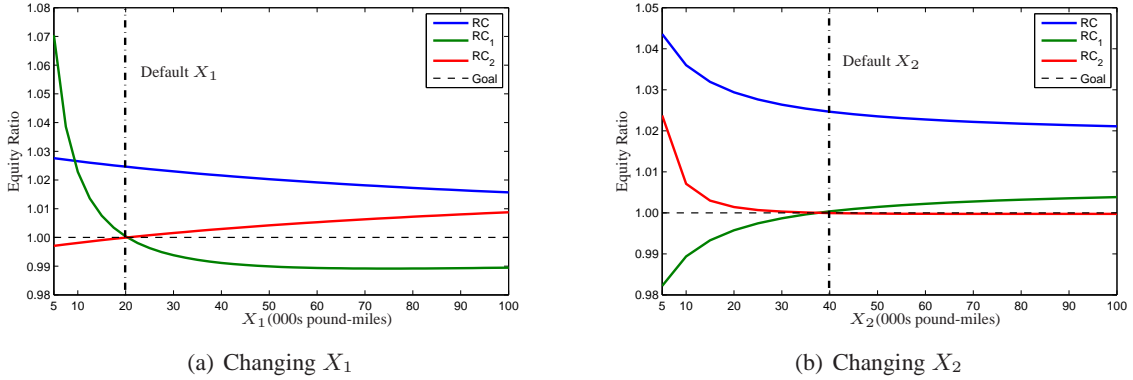 1.08
1.07
1.06
1.05
1.04
1.03
1.02
1.01
1.00
0.99
0.98
Equity Ratio
Default X₁
RC
RC₁
RC₂
Goal
5 10 20 30 40 50 60 70 80 90 100
X₁(000s pound-miles)
(a) Changing X₁
1.05
1.04
1.03
1.02
1.01
1.00
0.99
0.98
Equity Ratio
Default X₂
RC
RC₁
RC₂
Goal
5 10 20 30 40 50 60 70 80 90 100
X₂(000s pound-miles)
(b) Changing X₂